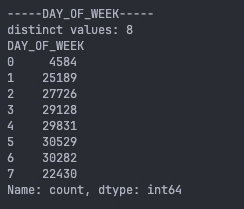 -----DAY_OF_WEEK-----
distinct values: 8
DAY_OF_WEEK
0     4584
1    25189
2    27726
3    29128
4    29831
5    30529
6    30282
7    22430
Name: count, dtype: int64